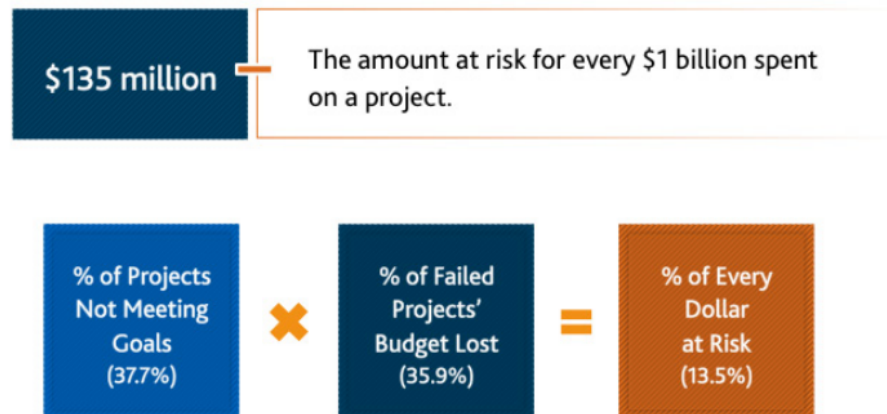 $135 million
The amount at risk for every $1 billion spent
on a project.
% of Projects
Not Meeting
Goals
(37.7%)
% of Failed
Projects’
Budget Lost
(35.9%)
% of Every
Dollar
at Risk
(13.5%)